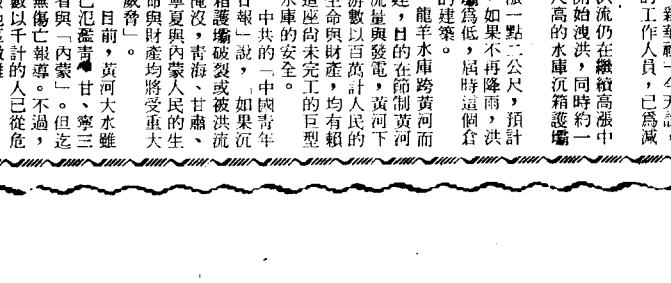 的工作人員，已爲減
洪流仍在繼續高漲中
開始洩洪，同時約一
尺高的水庫沉箱護壩
漲一點二公尺，預計
如果不再降雨，洪
壩爲低，屆時這個倉
的建築。
龍羊水庫跨黃河而
建，目的在節制黃河
流量與發電，黃河下
游數以百萬計人民的
生命與財產，均有賴
這座尚未完工的巨型
水庫的安全。
中共的「中國靑年
日報」說，「如果沉
箱護壩破裂或被洪流
淹沒，靑海、甘肅、
寧夏與內蒙人民的生
命與財產均將受重大
威脅」。
目前，黃河大水雖
已氾濫靑、甘、寧三
省與「內蒙」。但迄
無傷亡報導。不過，
數以千計的人已從危